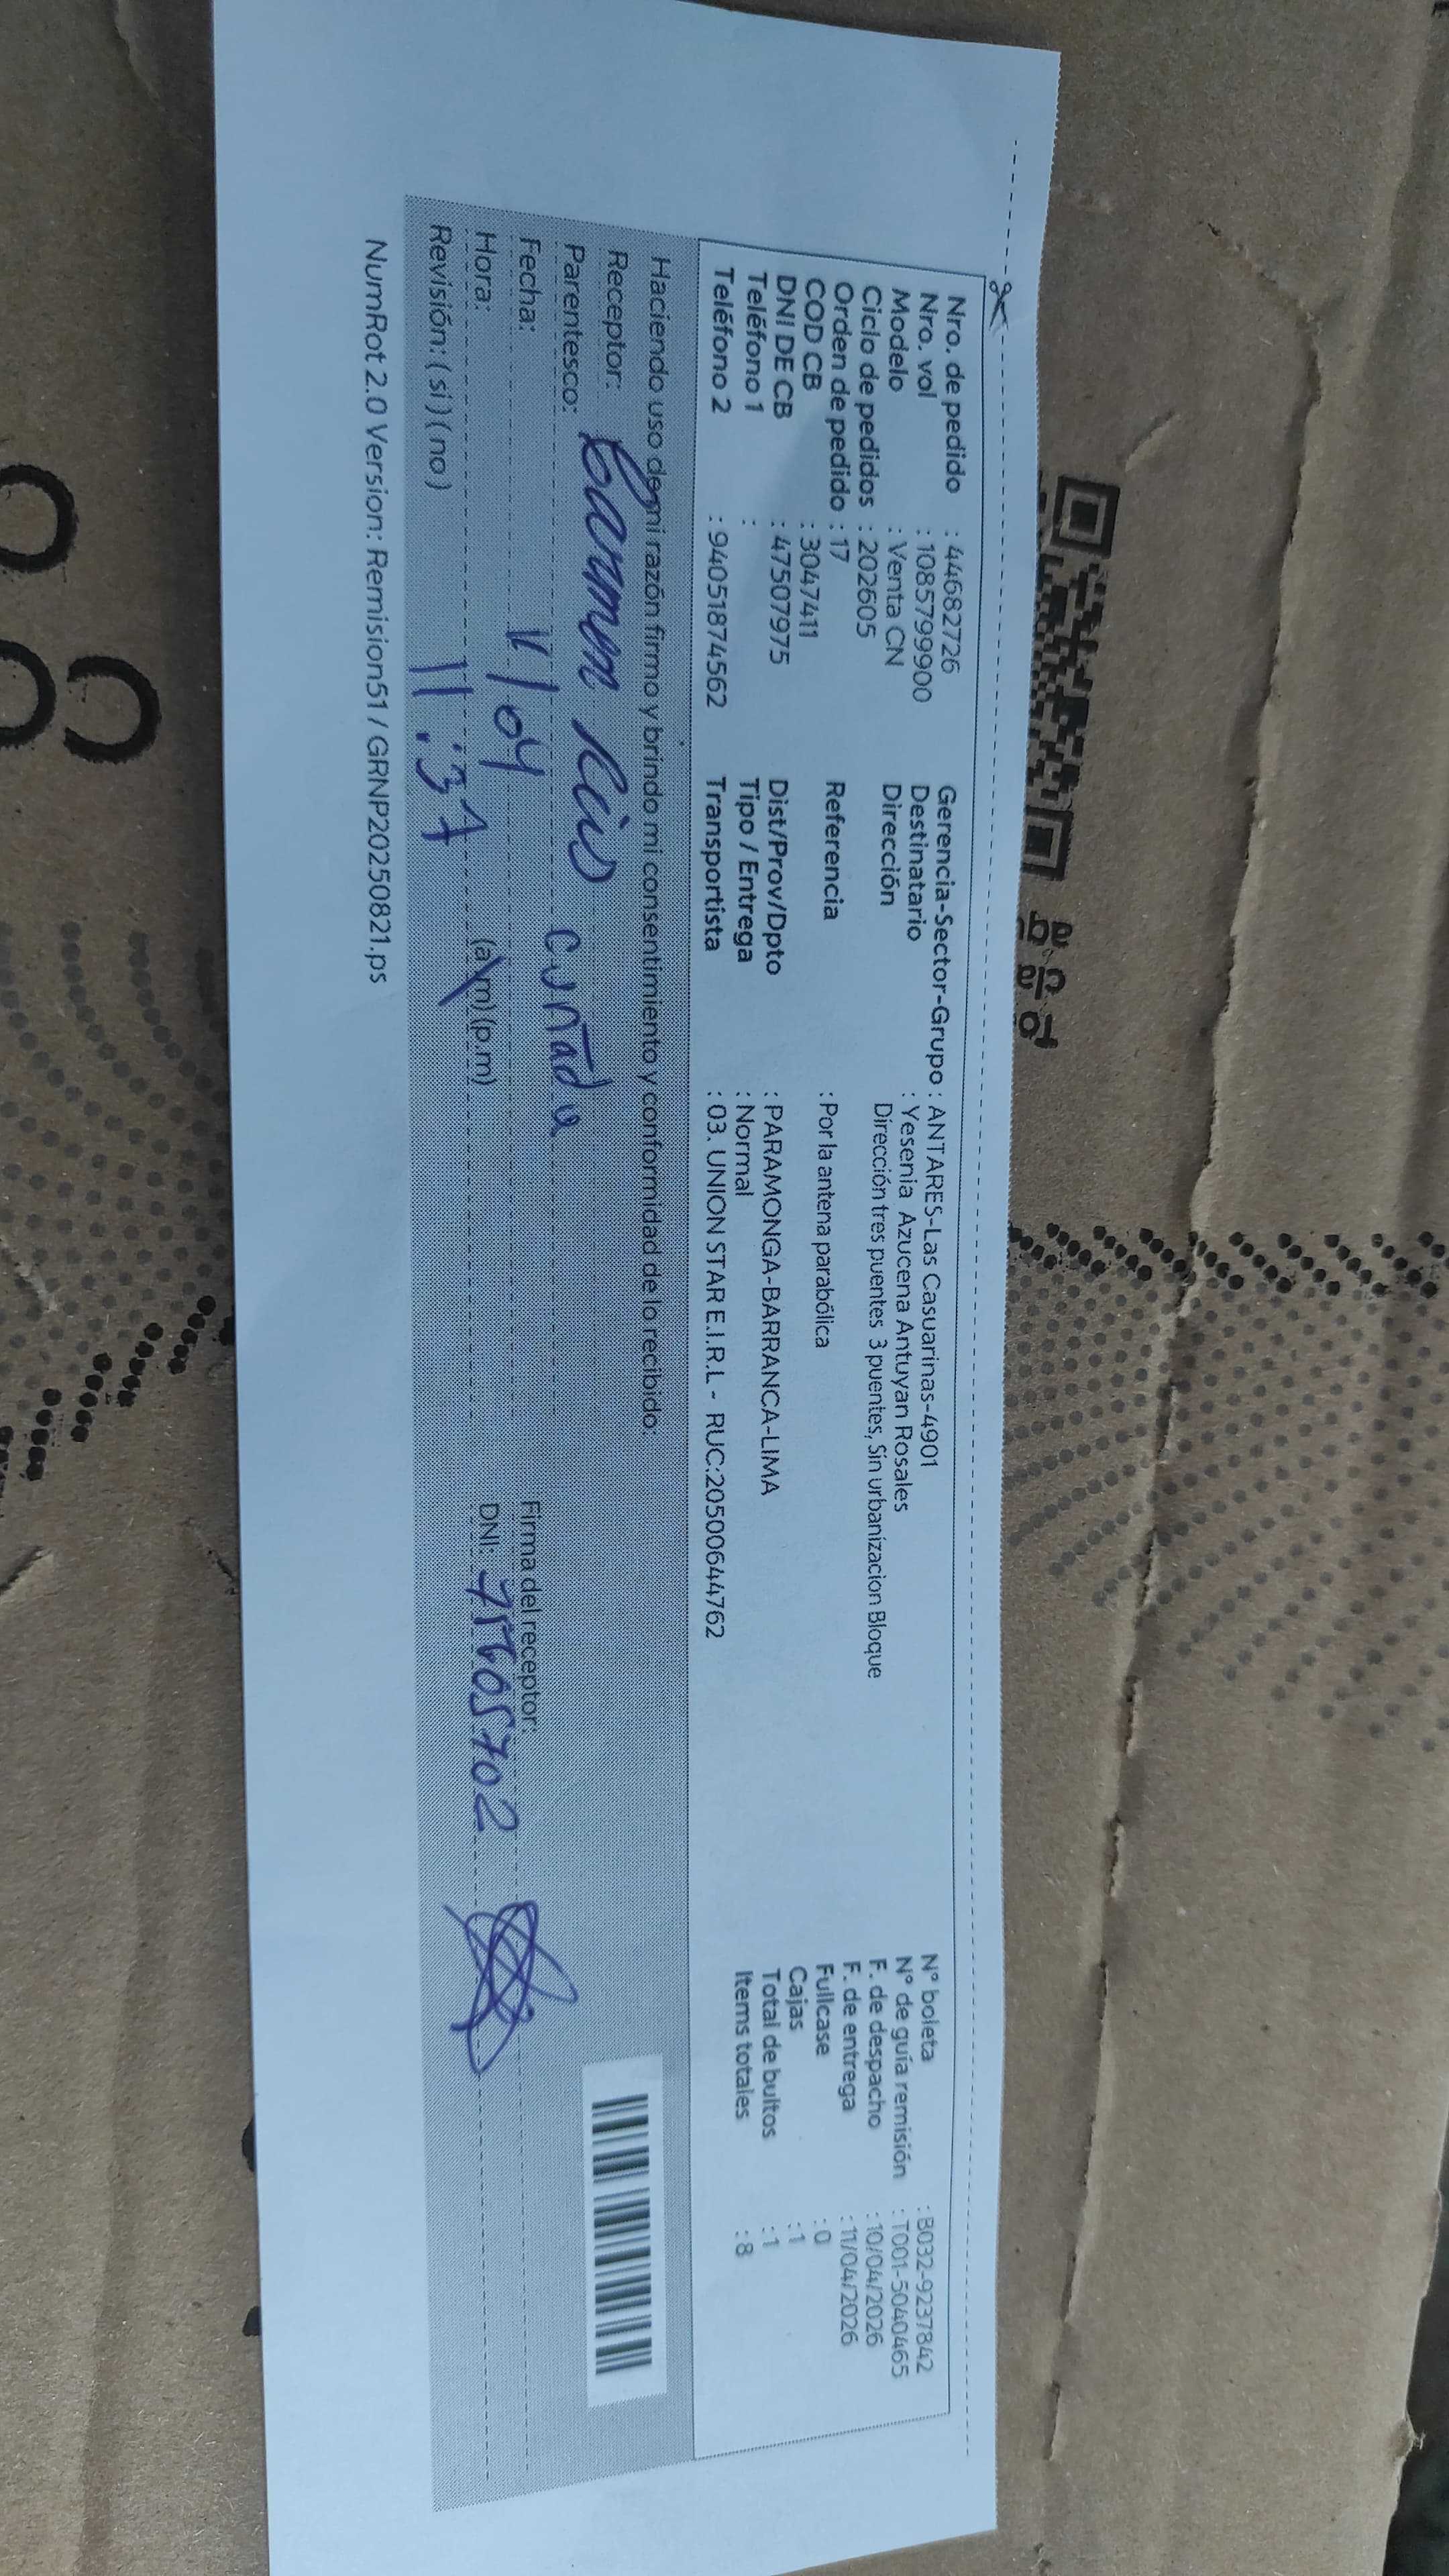 Nro. de pedido : 44682726
Nro. vol : 1085799900
Modelo : Venta CN
Ciclo de pedidos : 202605
Orden de pedido : 17
COD CB : 3047411
DNI DE CB : 47507975
Teléfono 1 :
Teléfono 2 : 940518745​62
Gerencia-Sector-Grupo : ANTARES-Las Casuarinas-4901
Destinatario : Yesenia Azucena Antuyan Rosales
Dirección Dirección tres puentes 3 puentes, Sin urbanizacion Bloque
Referencia : Por la antena parabólica
Dist/Prov/Dpto : PARAMONGA-BARRANCA-LIMA
Tipo / Entrega : Normal
Transportista : 03. UNION STAR E.I.R.L - RUC:20500644762
N° boleta : B032-9237842
N° de guía remisión : T001-5040465
F. de despacho : 10/04/2026
F. de entrega : 11/04/2026
Fullcase : 0
Cajas : 1
Total de bultos : 1
Items totales : 8
Haciendo uso de mi razón firmo y brindo mi consentimiento y conformidad de lo recibido:
Receptor: Carmen
Parentesco: cuñada
Fecha: 11/04
Hora: 11:37 (a.m) (p.m)
Revisión: ( si ) ( no )
Firma del receptor:
DNI:
NumRot 2.0 Version: Remision51 / GRNP20250821.ps